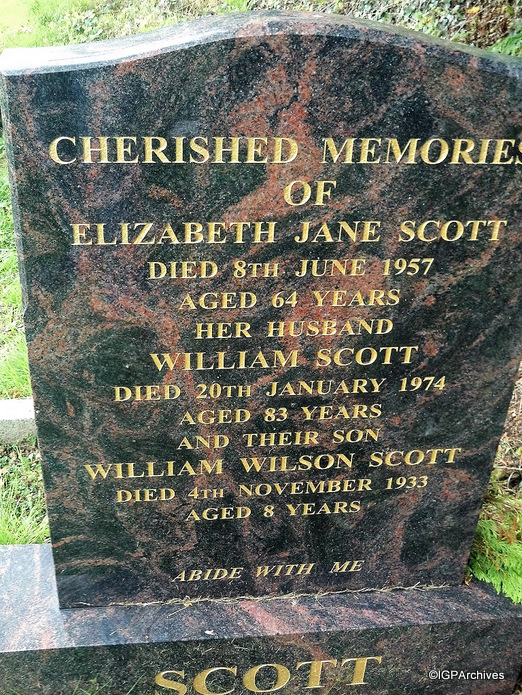 CHERISHED MEMORIES
OF
ELIZABETH JANE SCOTT
DIED 8TH JUNE 1957
AGED 64 YEARS
HER HUSBAND
WILLIAM SCOTT
DIED 20TH JANUARY 1974
AGED 83 YEARS
AND THEIR SON
WILLIAM WILSON SCOTT
DIED 4TH NOVEMBER 1933
AGED 8 YEARS
ABIDE WITH ME
SCOTT
©IGPArchives